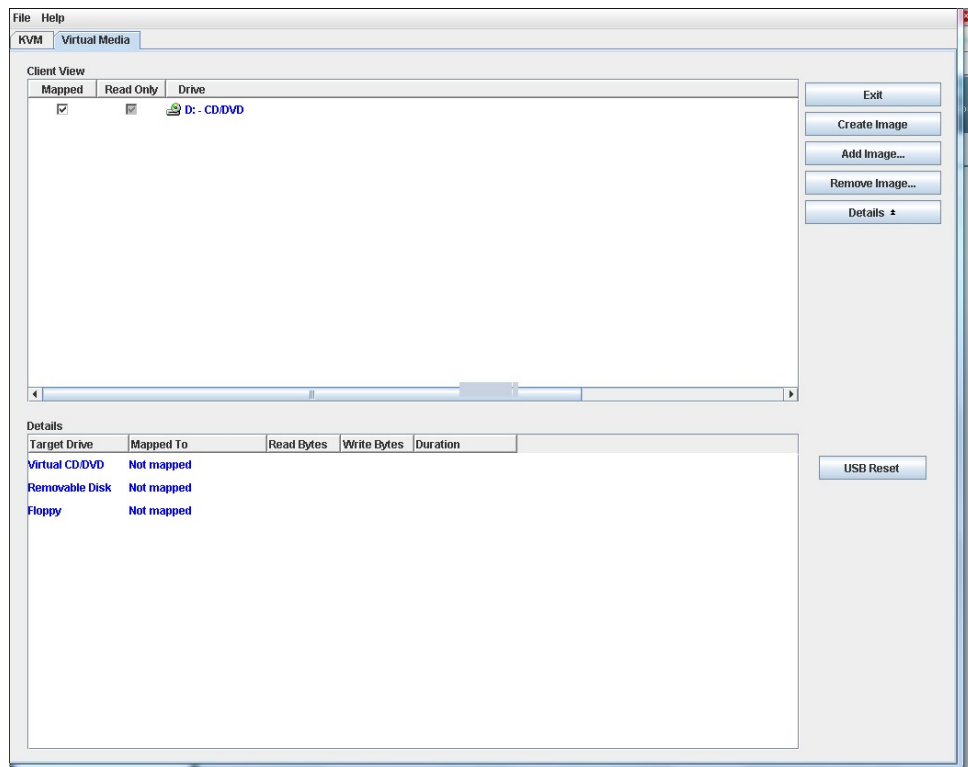 File Help
KVM Virtual Media
Client View
Mapped Read Only Drive
D: - CD/DVD
Exit
Create Image
Add Image...
Remove Image...
Details
Details
Target Drive Mapped To Read Bytes Write Bytes Duration
Virtual CD/DVD Not mapped
Removable Disk Not mapped
Floppy Not mapped
USB Reset